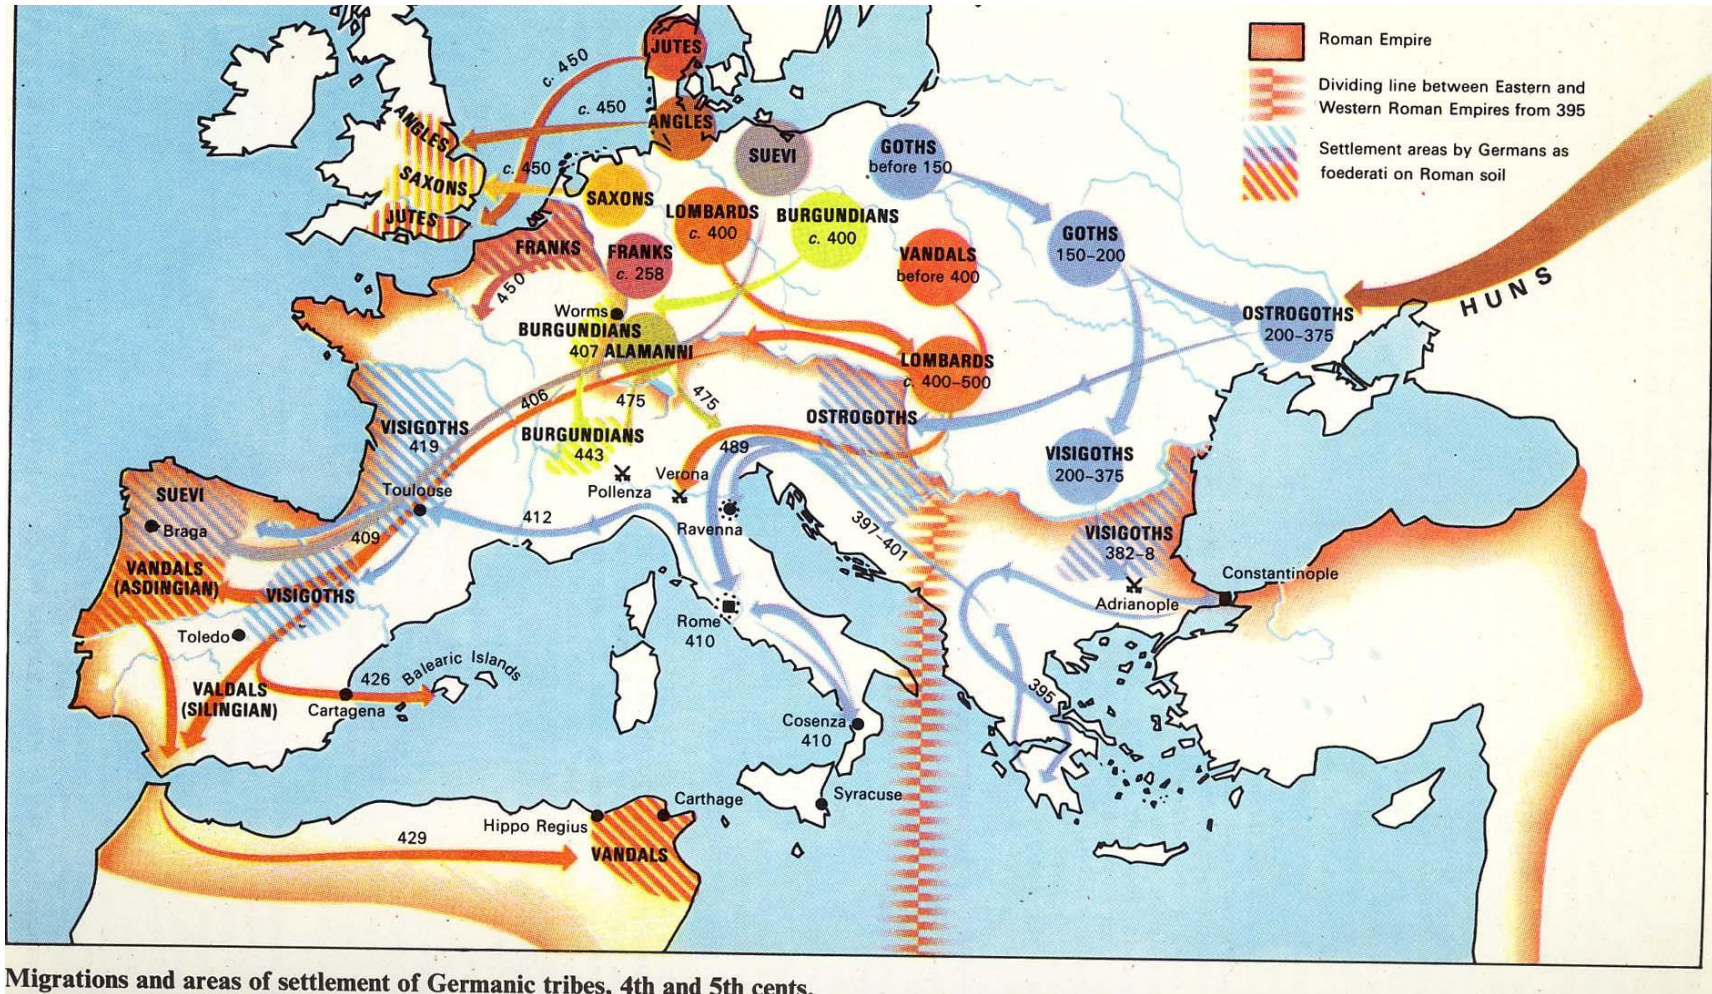 JUTES
c. 450
c. 450
ANGLES
ANGLES
SUEVI
GOTHS
before 150
c. 450
SAXONS
SAXONS
JUTES
LOMBARDS
c. 400
BURGUNDIANS
c. 400
FRANKS
FRANKS
c. 258
450
VANDALS
before 400
GOTHS
150–200
HUNS
OSTROGOTHS
200–375
Worms
BURGUNDIANS
407 ALAMANNI
LOMBARDS
c. 400–500
406
475
475
VISIGOTHS
419
OSTROGOTHS
BURGUNDIANS
443
489
VISIGOTHS
200–375
Verona
Pollenza
Toulouse
SUEVI
Braga
409
412
Ravenna
397–401
VISIGOTHS
382–8
VANDALS
(ASDINGIAN)
VISIGOTHS
Constantinople
Adrianople
Toledo
Rome
410
426
Balearic Islands
VALDALS
(SILINGIAN)
Cartagena
395
Cosenza
410
Syracuse
Carthage
Hippo Regius
429
VANDALS
Roman Empire
Dividing line between Eastern and
Western Roman Empires from 395
Settlement areas by Germans as
foederati on Roman soil
Migrations and areas of settlement of Germanic tribes, 4th and 5th cents.